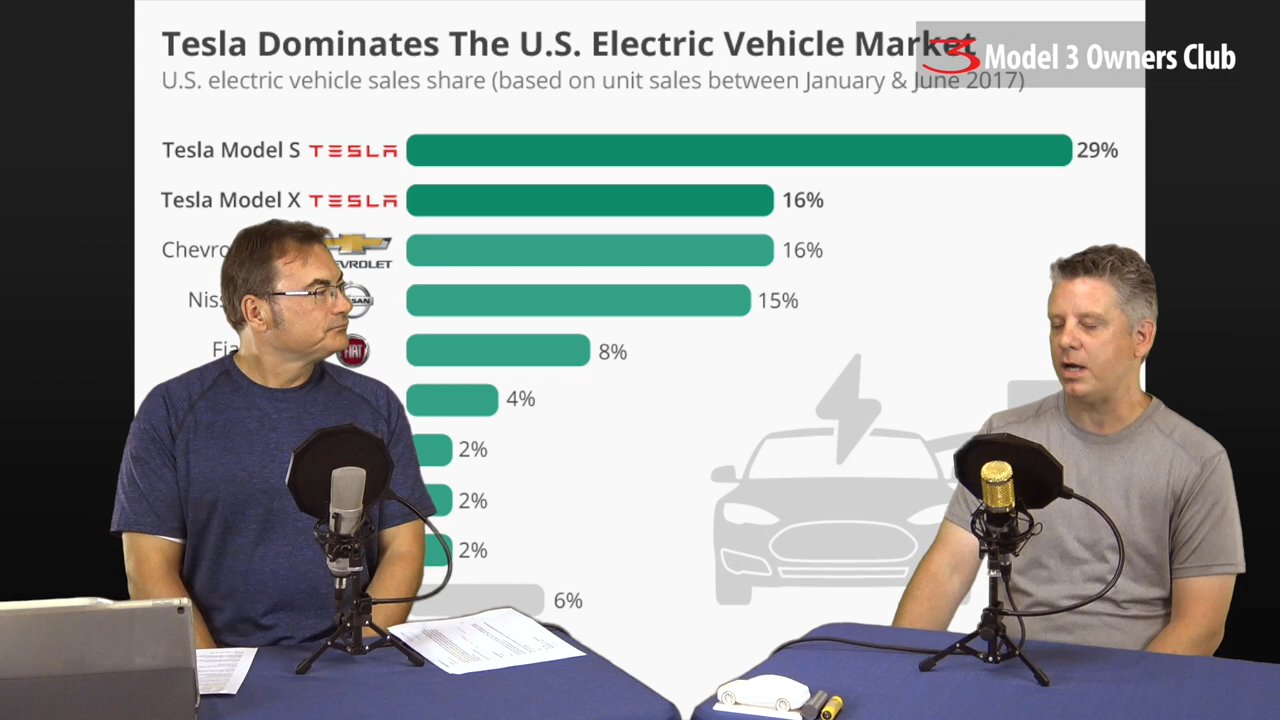 Tesla Dominates The U.S. Electric Vehicle Market
U.S. electric vehicle sales share (based on unit sales between January & June 2017)
3 Model 3 Owners Club
Tesla Model S TESLA 29%
Tesla Model X TESLA 16%
16%
15%
FIAT 8%
4%
2%
2%
2%
6%